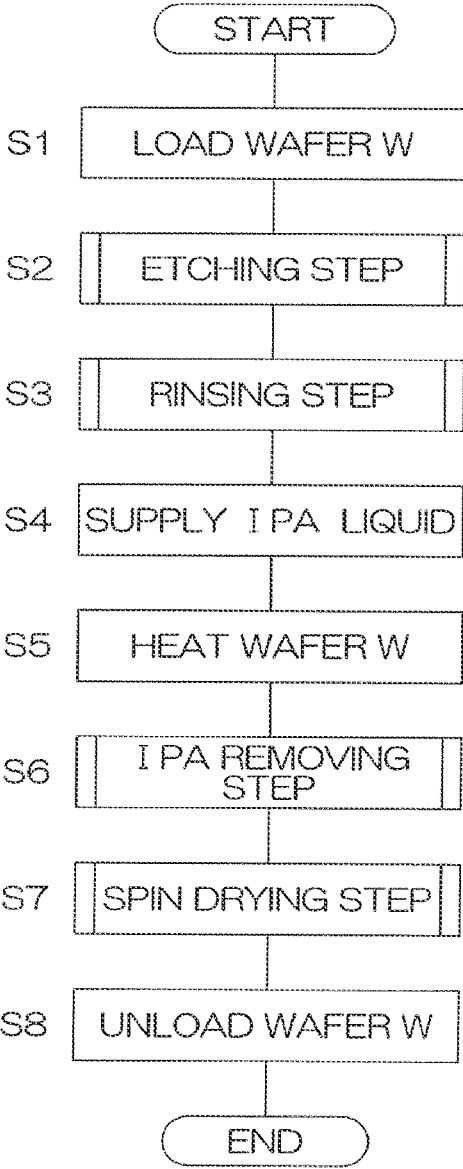 START
S1 LOAD WAFER W
S2 ETCHING STEP
S3 RINSING STEP
S4 SUPPLY IPA LIQUID
S5 HEAT WAFER W
S6 IPA REMOVING
STEP
S7 SPIN DRYING STEP
S8 UNLOAD WAFER W
END